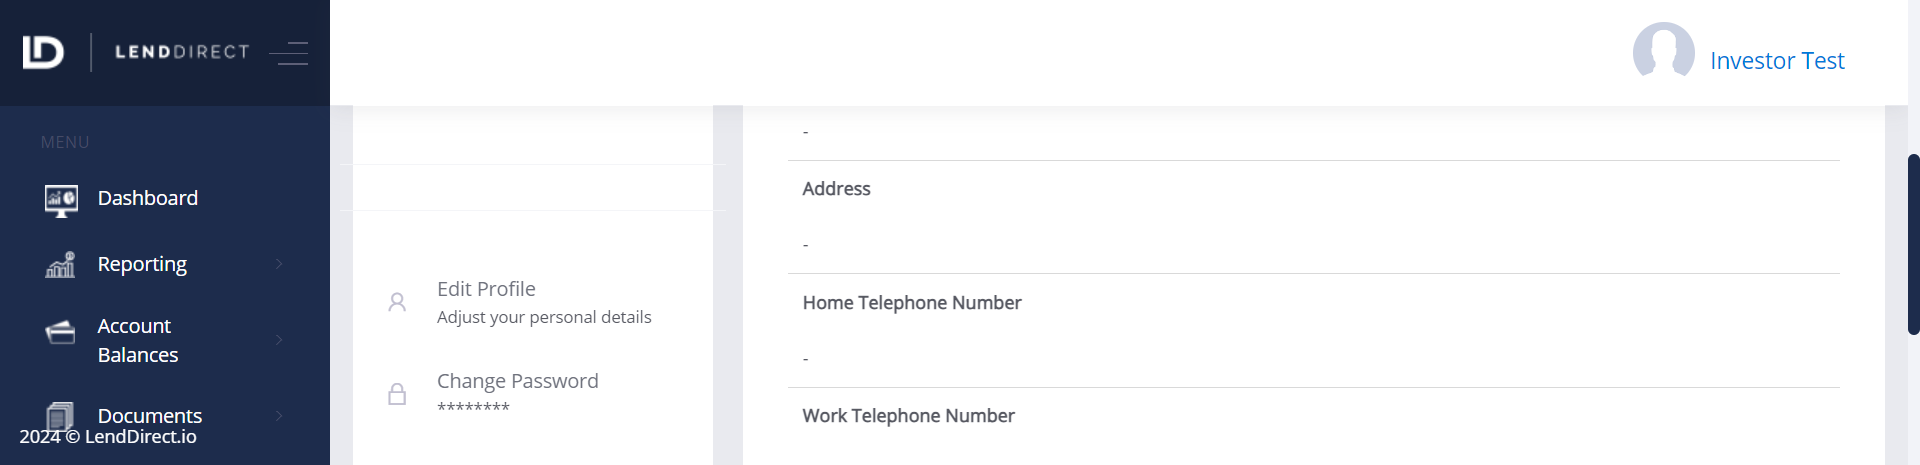 LENDDIRECT
Investor Test
MENU
Dashboard
Reporting
Account
Balances
Documents
2024 © LendDirect.io
Edit Profile
Adjust your personal details
Change Password
********
-
Address
-
Home Telephone Number
-
Work Telephone Number